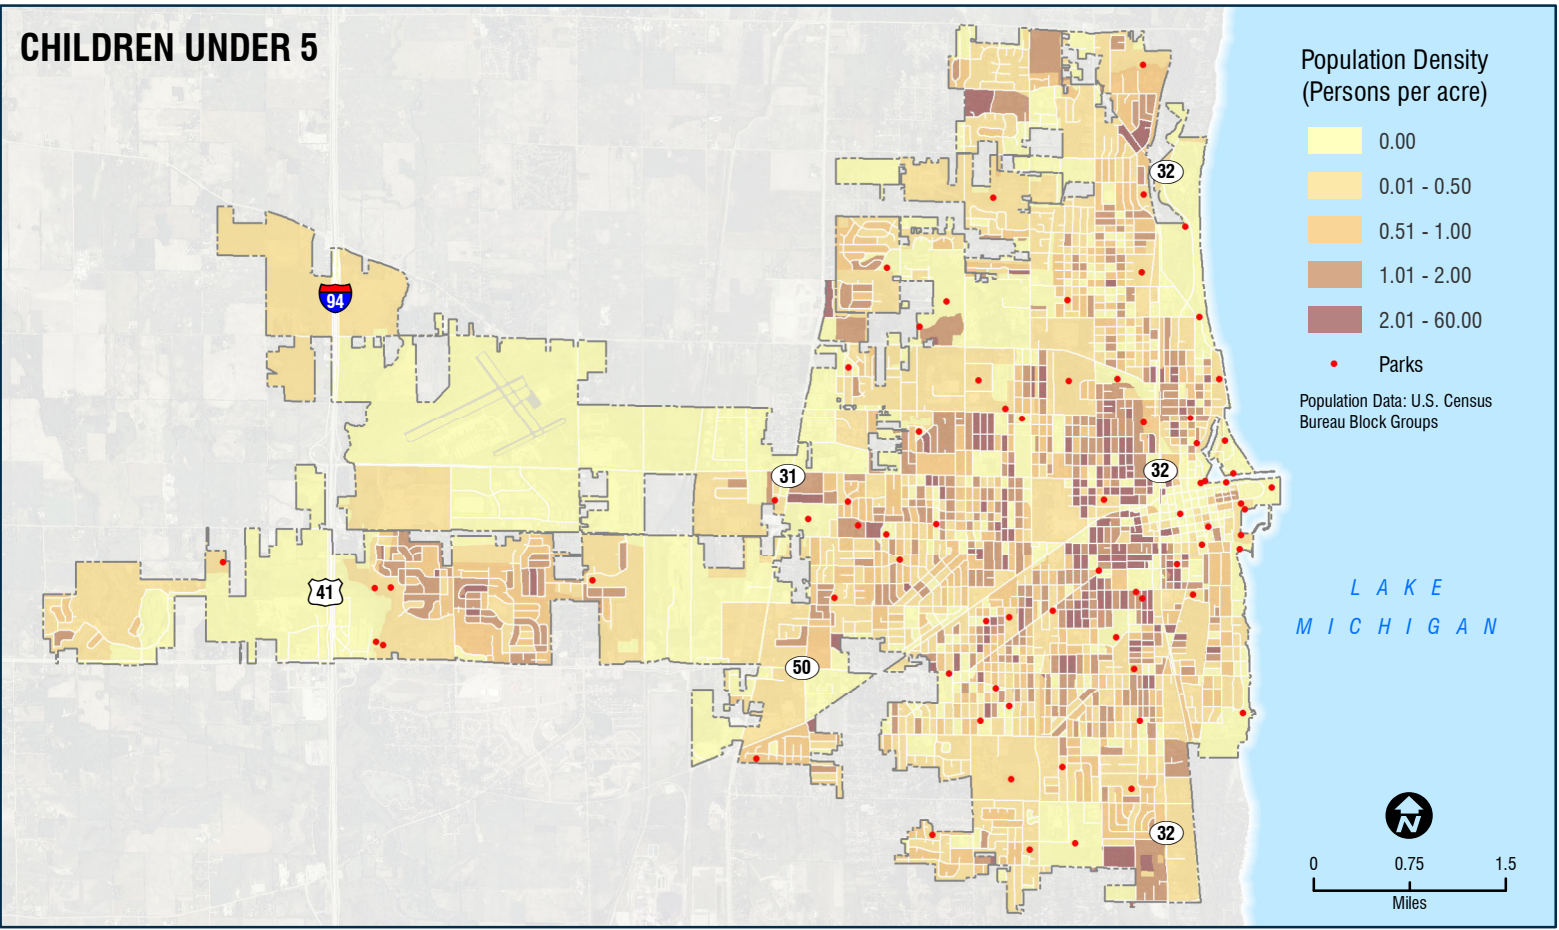 CHILDREN UNDER 5
Population Density
(Persons per acre)
0.00
0.01 - 0.50
0.51 - 1.00
1.01 - 2.00
2.01 - 60.00
Parks
Population Data: U.S. Census
Bureau Block Groups
32
94
31
32
41
50
32
LAKE
MICHIGAN
N
0 0.75 1.5
Miles